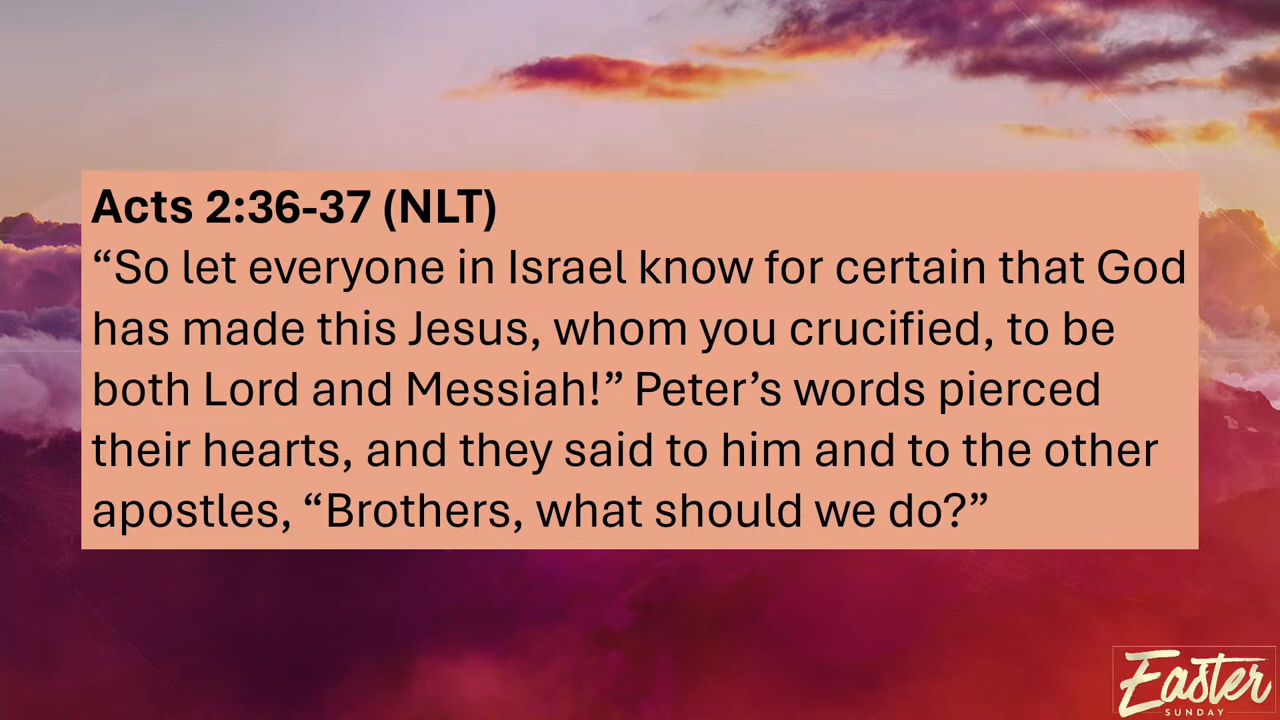 Acts 2:36-37 (NLT)
“So let everyone in Israel know for certain that God
has made this Jesus, whom you crucified, to be
both Lord and Messiah!” Peter’s words pierced
their hearts, and they said to him and to the other
apostles, “Brothers, what should we do?”
Easter
SUNDAY